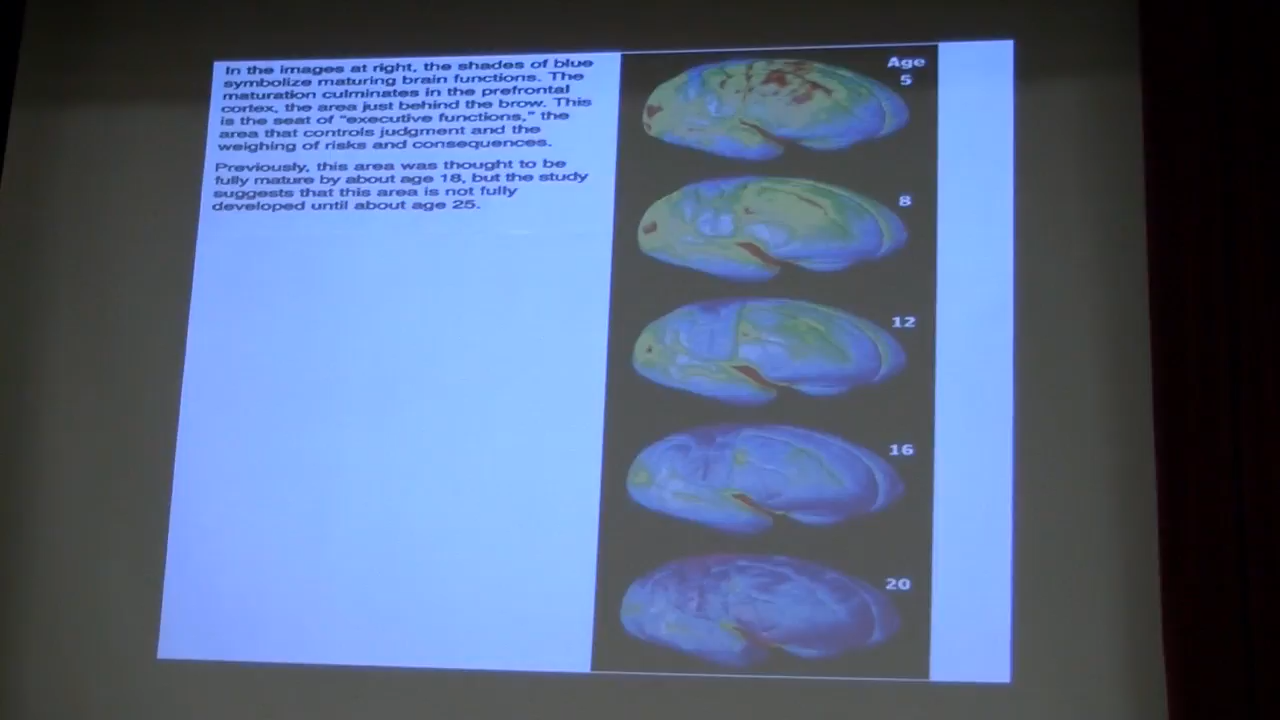 In the images at right, the shades of blue
symbolize maturing brain functions. The
maturation culminates in the prefrontal
cortex, the area just behind the brow. This
is the seat of "executive functions," the
area that controls judgment and the
weighing of risks and consequences.
Previously, this area was thought to be
fully mature by about age 18, but the study
suggests that this area is not fully
developed until about age 25.
Age
5
8
12
16
20